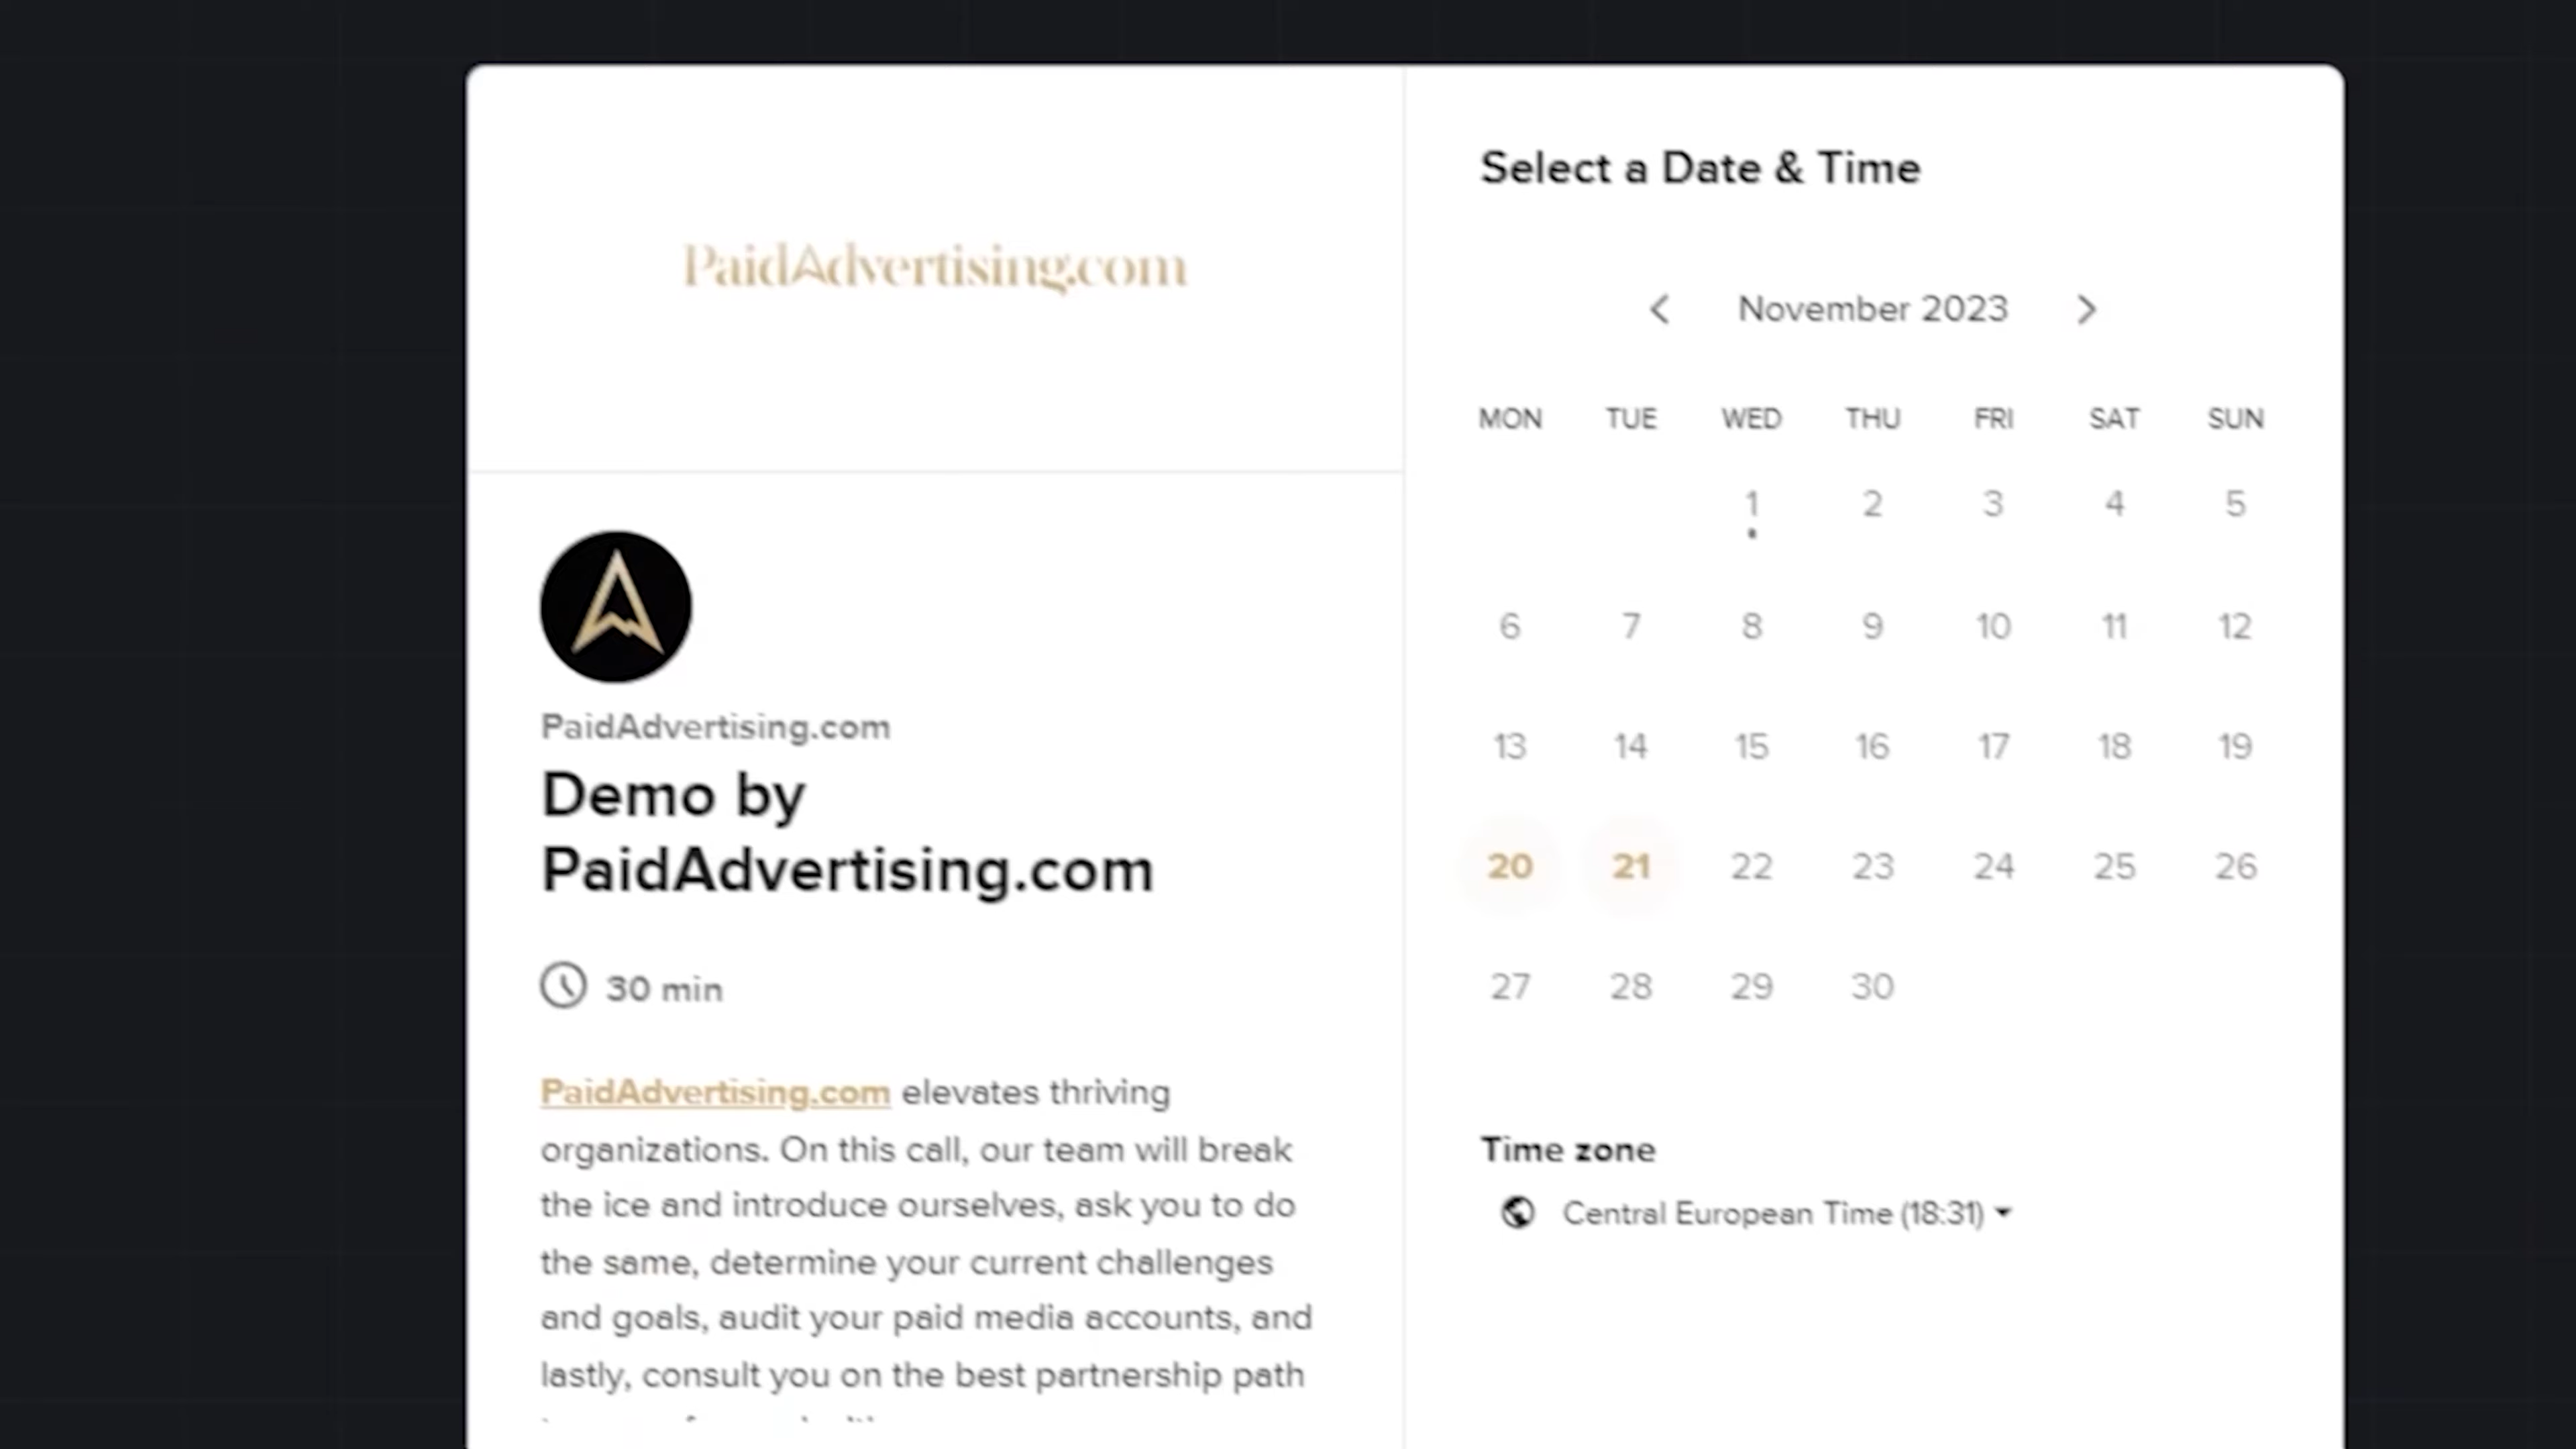 PaidAdvertising.com
PaidAdvertising.com
Demo by
PaidAdvertising.com
30 min
PaidAdvertising.com elevates thriving
organizations. On this call, our team will break
the ice and introduce ourselves, ask you to do
the same, determine your current challenges
and goals, audit your paid media accounts, and
lastly, consult you on the best partnership path
Select a Date & Time
November 2023
MON TUE WED THU FRI SAT SUN
1 2 3 4 5
6 7 8 9 10 11 12
13 14 15 16 17 18 19
20 21 22 23 24 25 26
27 28 29 30
Time zone
Central European Time (18:31)